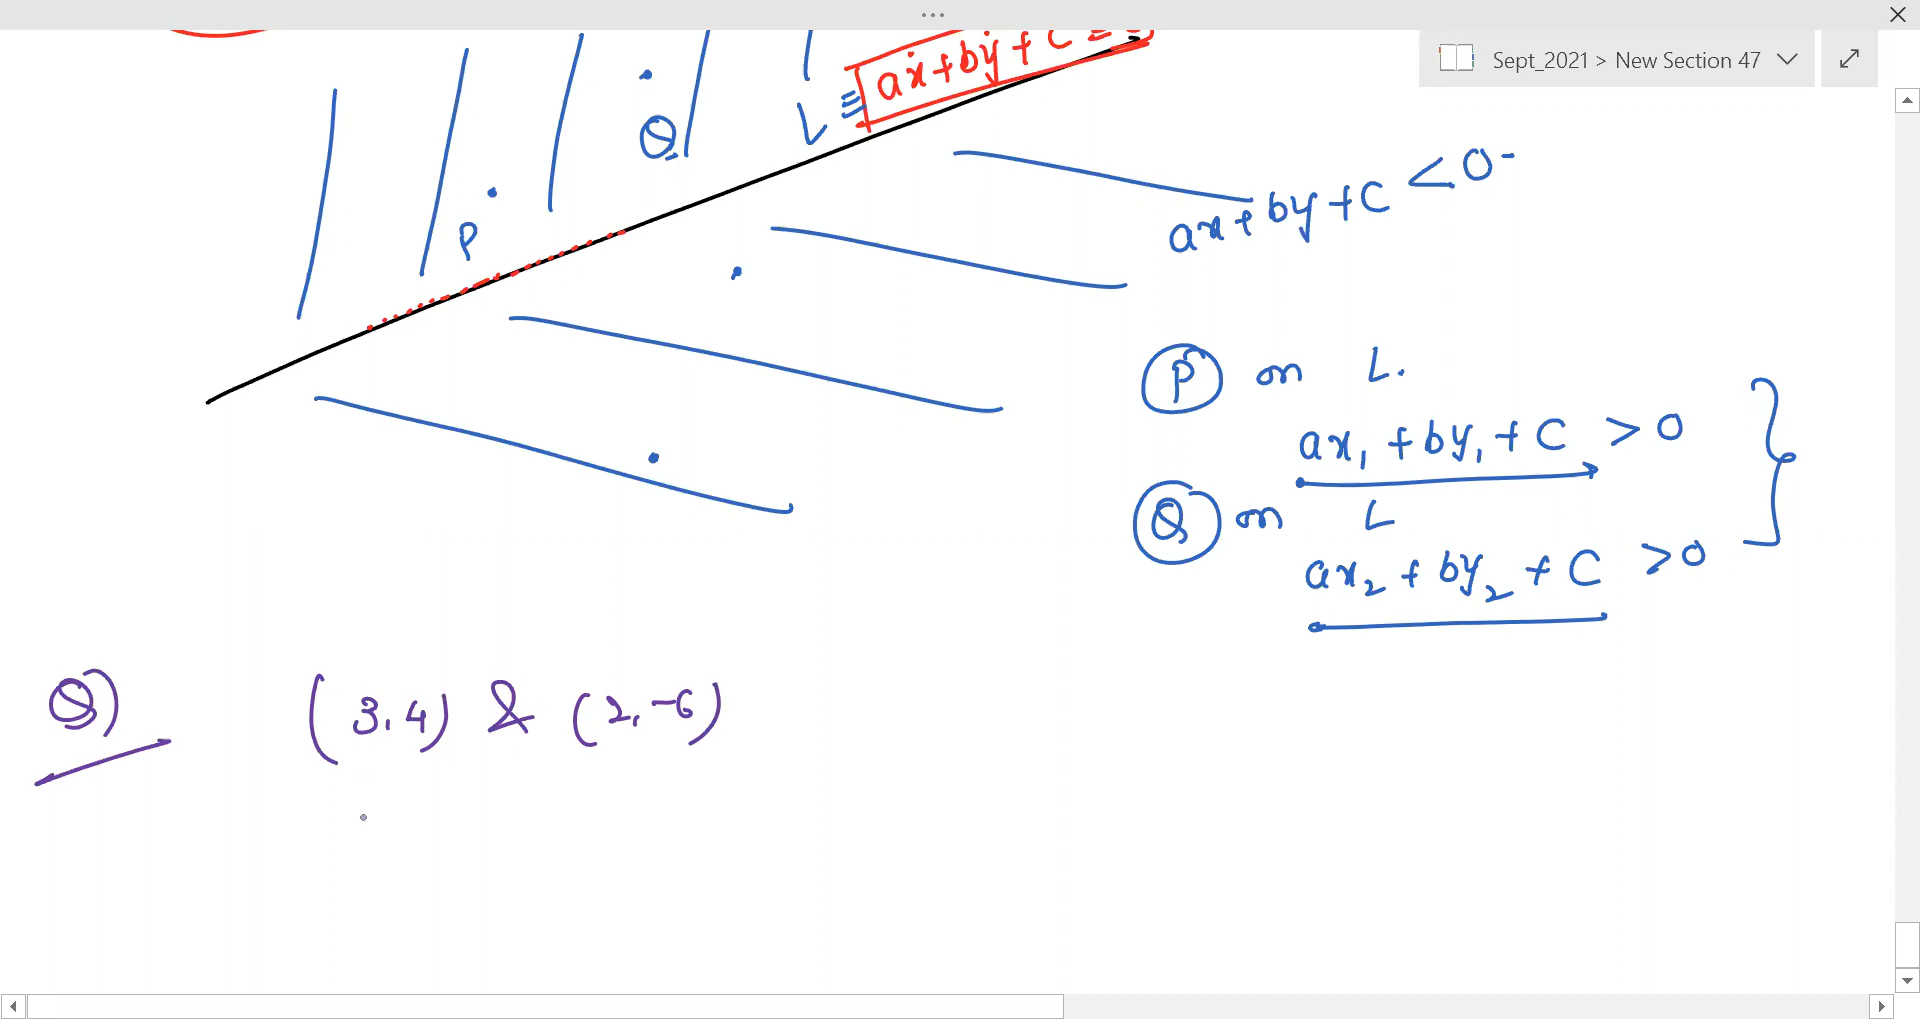 Sept_2021 > New Section 47
L ≡ ax+by+c =
Q
P
ax+by+c <0
P on L.
ax₁ + by₁ + c > 0
Q on L
ax₂ + by₂ + c >0
Q) (3,4) & (2,-6)